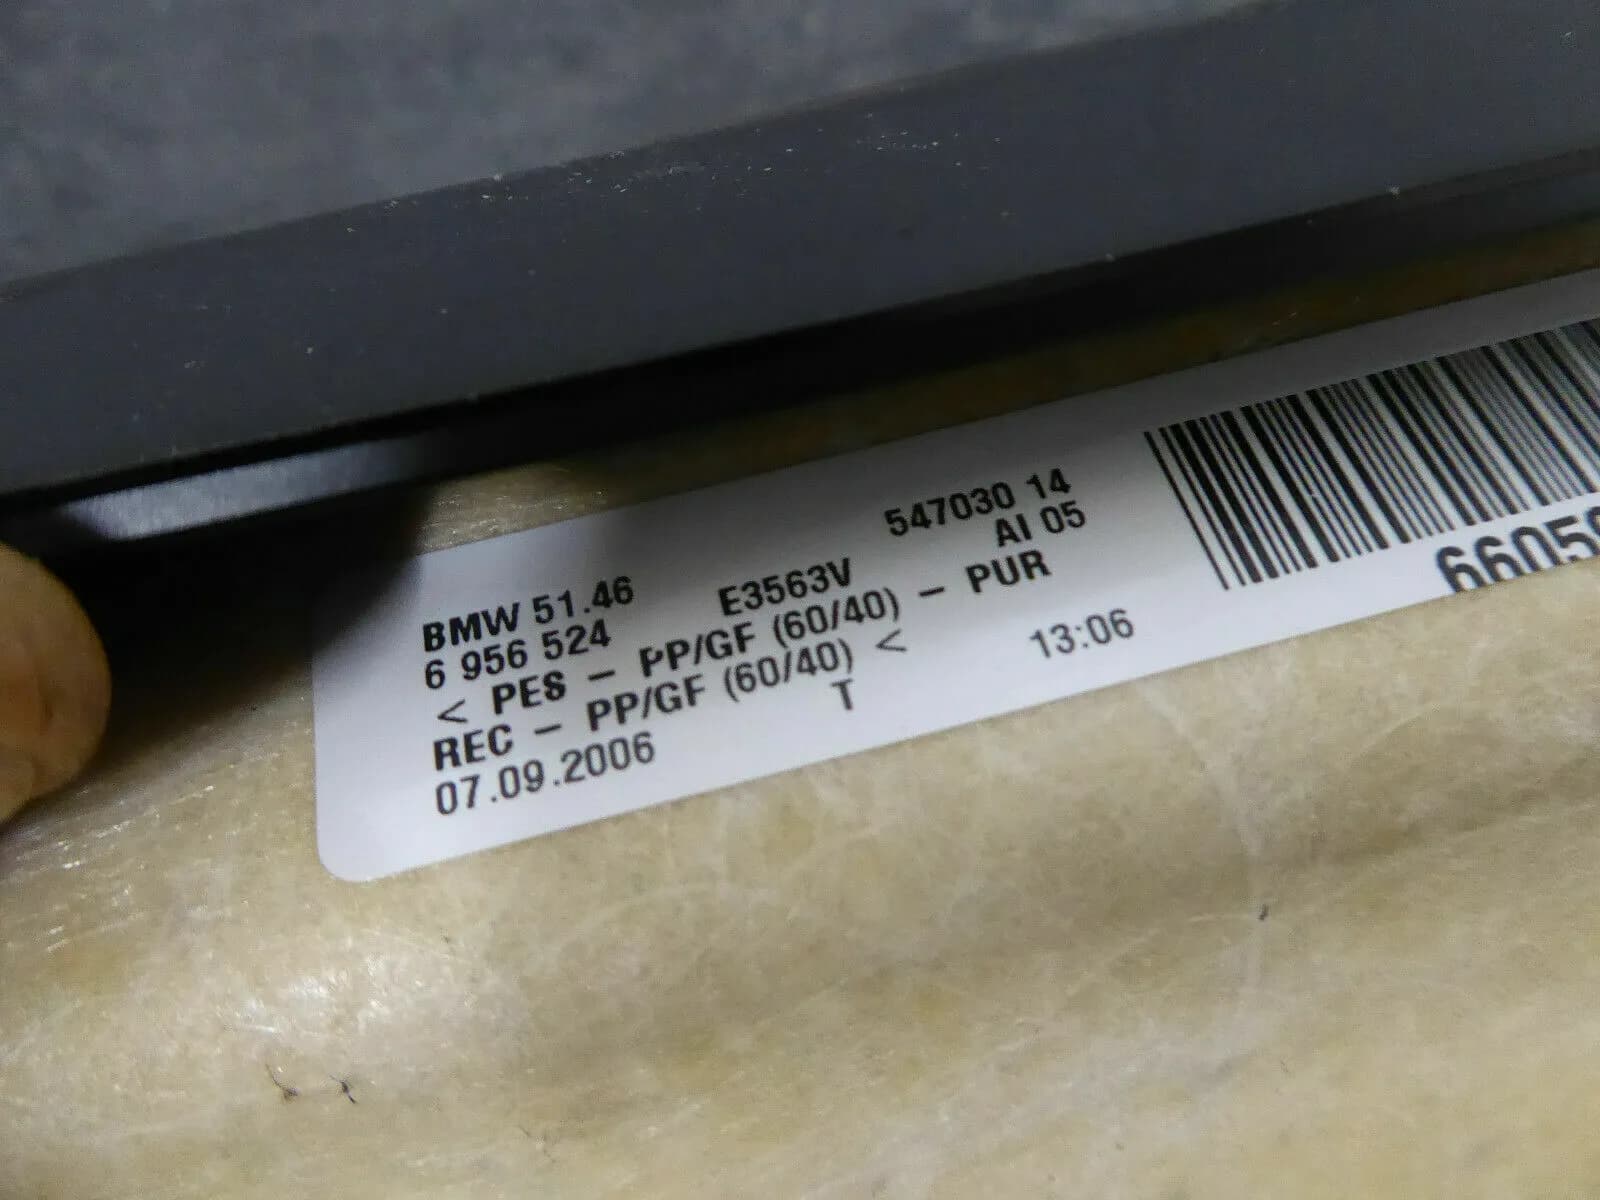 BMW 51.46 E3563V 547030 14
6 956 524 AI 05
< PES – PP/GF (60/40) – PUR
REC – PP/GF (60/40) <
07.09.2006 T 13:06